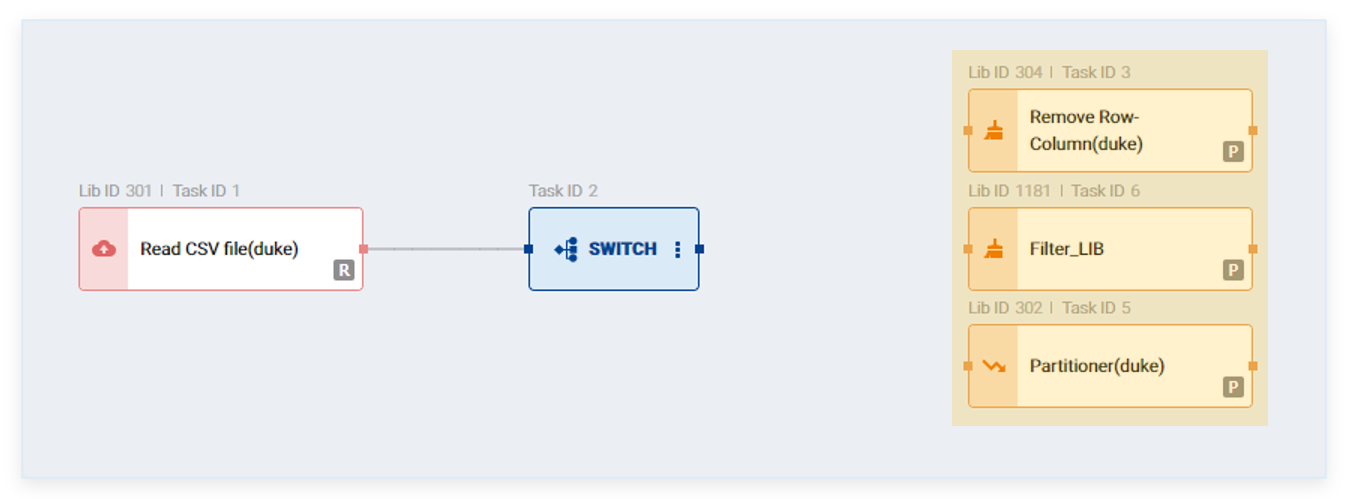 Lib ID 301 | Task ID 1
Read CSV file(duke)
R
Task ID 2
SWITCH
Lib ID 304 | Task ID 3
Remove Row-
Column(duke)
P
Lib ID 1181 | Task ID 6
Filter_LIB
P
Lib ID 302 | Task ID 5
Partitioner(duke)
P